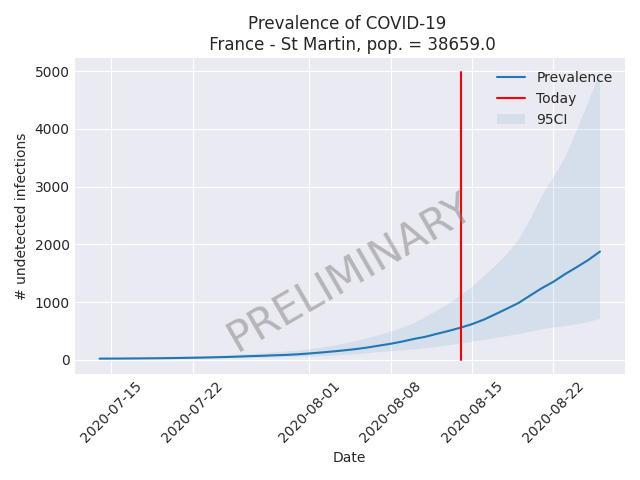 Prevalence of COVID-19
France - St Martin, pop. = 38659.0
5000
4000
3000
2000
1000
0
# undetected infections
Prevalence
Today
95CI
PRELIMINARY
2020-07-15
2020-07-22
2020-08-01
2020-08-08
2020-08-15
2020-08-22
Date